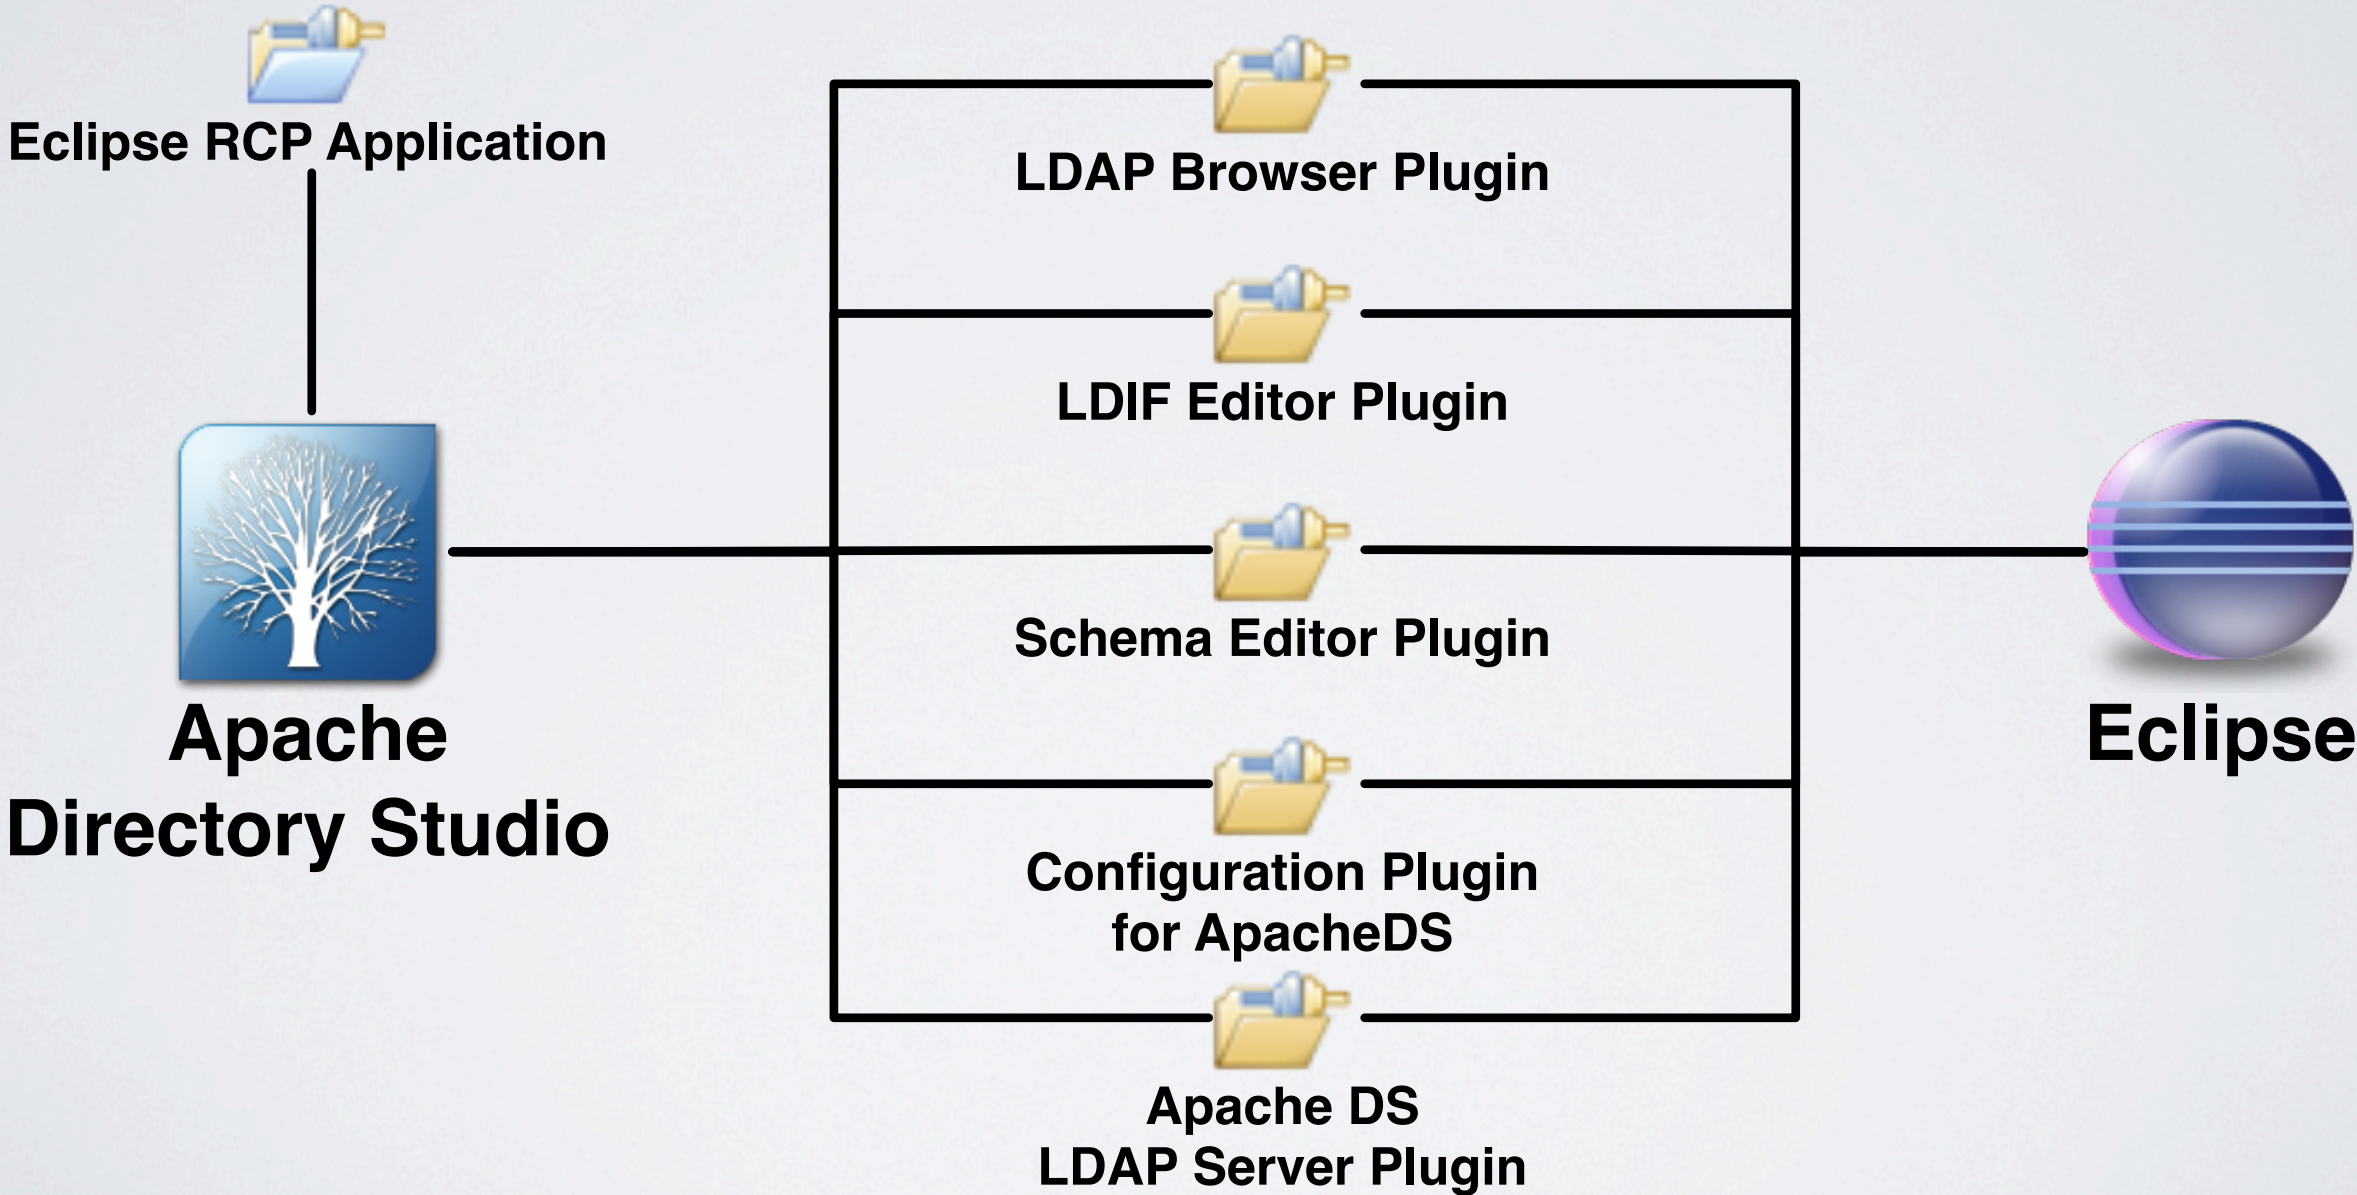 Eclipse RCP Application
Apache
Directory Studio
LDAP Browser Plugin
LDIF Editor Plugin
Schema Editor Plugin
Configuration Plugin
for ApacheDS
Apache DS
LDAP Server Plugin
Eclipse